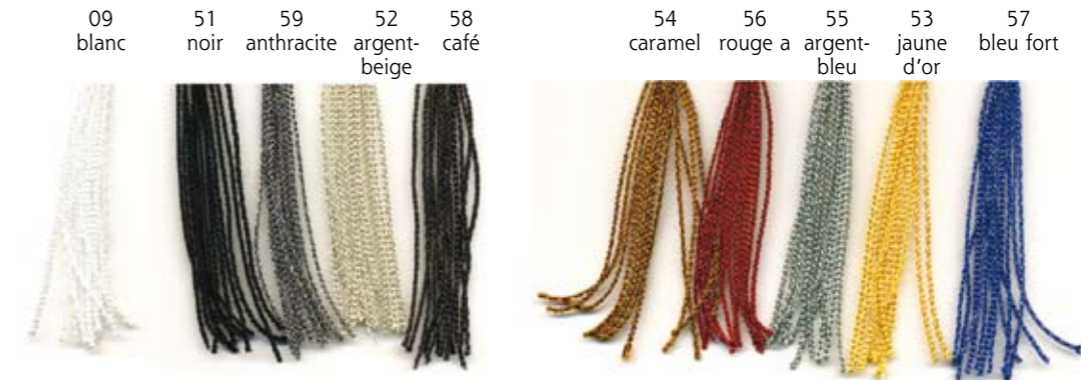 09 51 59 52 58 54 56 55 53 57
blanc noir anthracite argent- café caramel rouge a argent- jaune bleu fort
beige bleu d'or